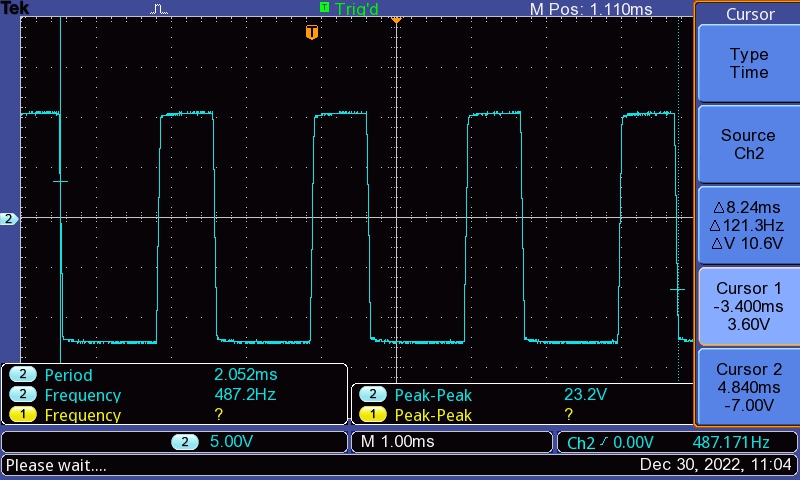 Tek T Trig'd M Pos: 1.110ms Cursor
T
Type
Time
Source
Ch2
Δ8.24ms
Δ121.3Hz
ΔV 10.6V
2
Cursor 1
-3.400ms
3.60V
Cursor 2
4.840ms
-7.00V
2 Period 2.052ms
2 Frequency 487.2Hz
1 Frequency ?
2 Peak-Peak 23.2V
1 Peak-Peak ?
2 5.00V M 1.00ms Ch2 0.00V 487.171Hz
Please wait.... Dec 30, 2022, 11:04